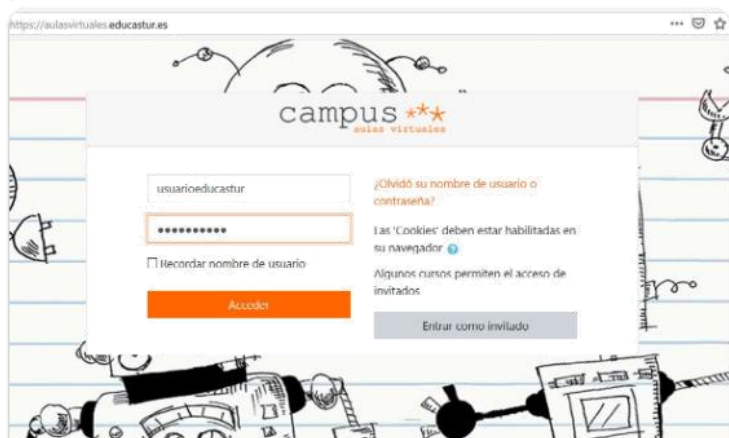 https://aulasvirtuales.educastur.es
campus ***
aulas virtuales
usuarioeducastur
••••••••••
Recordar nombre de usuario
Acceder
¿Olvidó su nombre de usuario o
contraseña?
Las 'Cookies' deben estar habilitadas en
su navegador
Algunos cursos permiten el acceso de
invitados
Entrar como invitado